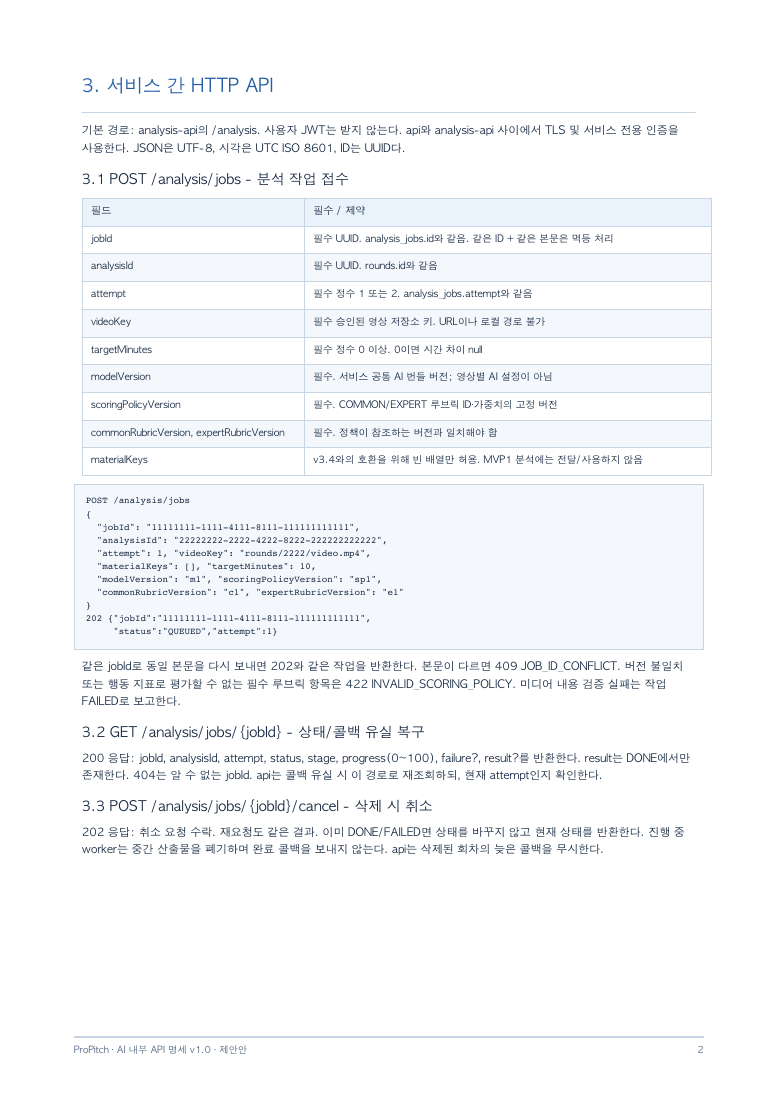 3. 서비스 간 HTTP API
기본 경로: analysis-api의 /analysis. 사용자 JWT는 받지 않는다. api와 analysis-api 사이에서 TLS 및 서비스 전용 인증을
사용한다. JSON은 UTF-8, 시각은 UTC ISO 8601, ID는 UUID다.
3.1 POST /analysis/jobs - 분석 작업 접수
필드 필수 / 제약
jobId 필수 UUID. analysis_jobs.id와 같음. 같은 ID + 같은 본문은 멱등 처리
analysisId 필수 UUID. rounds.id와 같음
attempt 필수 정수 1 또는 2. analysis_jobs.attempt와 같음
videoKey 필수 승인된 영상 저장소 키. URL이나 로컬 경로 불가
targetMinutes 필수 정수 0 이상. 0이면 시간 차이 null
modelVersion 필수. 서비스 공통 AI 번들 버전; 영상별 AI 설정이 아님
scoringPolicyVersion 필수. COMMON/EXPERT 루브릭 ID·가중치의 고정 버전
commonRubricVersion, expertRubricVersion 필수. 정책이 참조하는 버전과 일치해야 함
materialKeys v3.4와의 호환을 위해 빈 배열만 허용. MVP1 분석에는 전달/사용하지 않음
POST /analysis/jobs
{
"jobId": "11111111-1111-4111-8111-111111111111",
"analysisId": "22222222-2222-4222-8222-222222222222",
"attempt": 1, "videoKey": "rounds/2222/video.mp4",
"materialKeys": [], "targetMinutes": 10,
"modelVersion": "m1", "scoringPolicyVersion": "sp1",
"commonRubricVersion": "c1", "expertRubricVersion": "e1"
}
202 {"jobId":"11111111-1111-4111-8111-111111111111",
"status":"QUEUED","attempt":1}
같은 jobId로 동일 본문을 다시 보내면 202와 같은 작업을 반환한다. 본문이 다르면 409 JOB_ID_CONFLICT. 버전 불일치
또는 행동 지표로 평가할 수 없는 필수 루브릭 항목은 422 INVALID_SCORING_POLICY. 미디어 내용 검증 실패는 작업
FAILED로 보고한다.
3.2 GET /analysis/jobs/{jobId} - 상태/콜백 유실 복구
200 응답: jobId, analysisId, attempt, status, stage, progress(0~100), failure?, result?를 반환한다. result는 DONE에서만
존재한다. 404는 알 수 없는 jobId. api는 콜백 유실 시 이 경로로 재조회하되, 현재 attempt인지 확인한다.
3.3 POST /analysis/jobs/{jobId}/cancel - 삭제 시 취소
202 응답: 취소 요청 수락. 재요청도 같은 결과. 이미 DONE/FAILED면 상태를 바꾸지 않고 현재 상태를 반환한다. 진행 중
worker는 중간 산출물을 폐기하며 완료 콜백을 보내지 않는다. api는 삭제된 회차의 늦은 콜백을 무시한다.
ProPitch · AI 내부 API 명세 v1.0 · 제안안 2